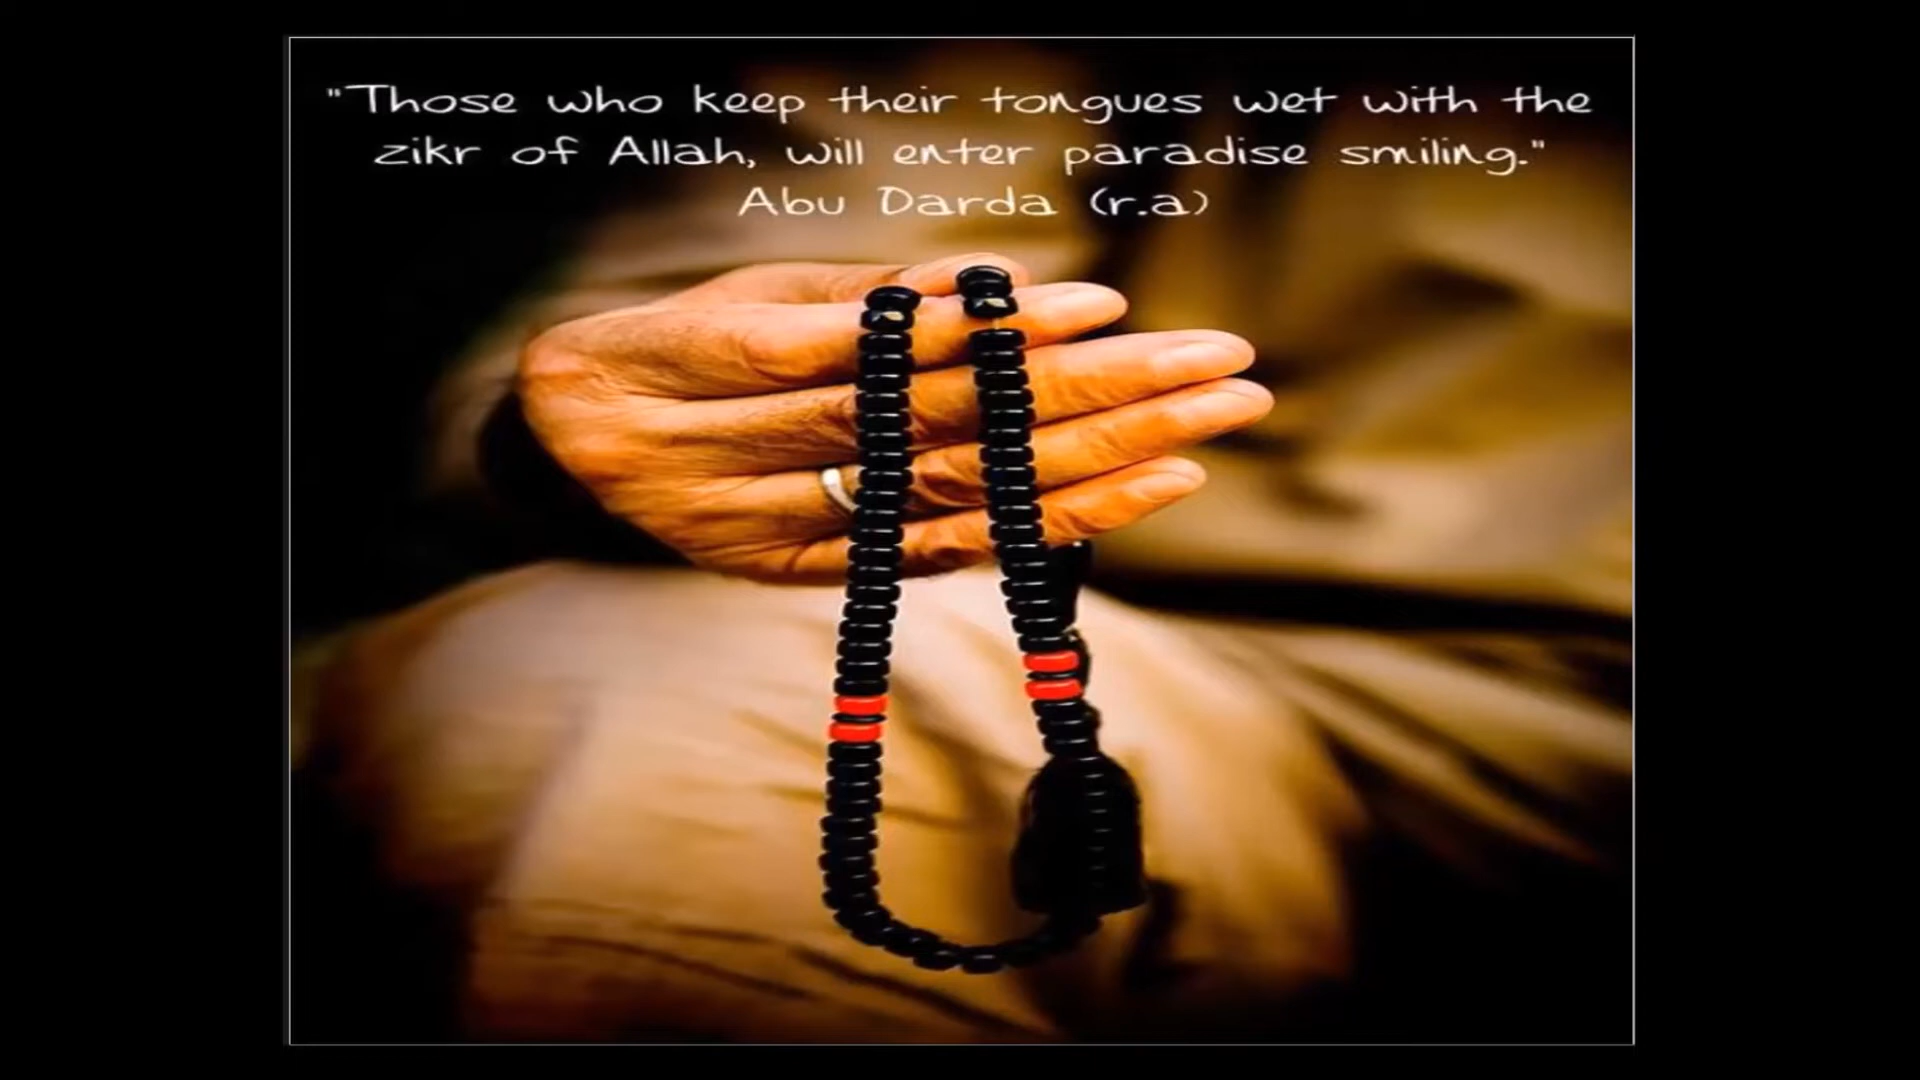 "Those who keep their tongues wet with the
zikr of Allah, will enter paradise smiling."
Abu Darda (r.a)